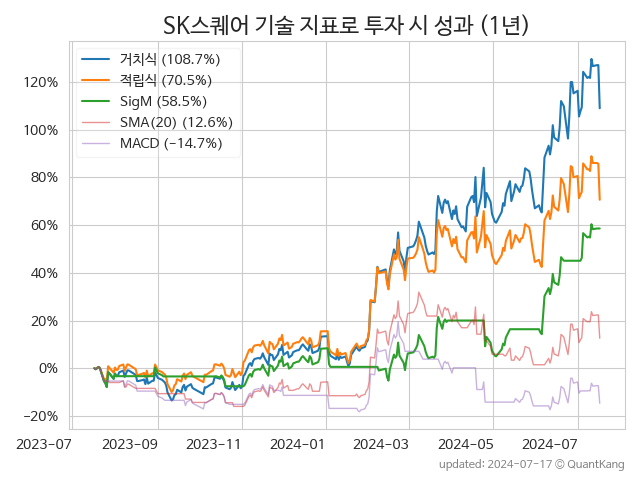 SK스퀘어 기술 지표로 투자 시 성과 (1년)
거치식 (108.7%)
적립식 (70.5%)
SigM (58.5%)
SMA(20) (12.6%)
MACD (−14.7%)
120%
100%
80%
60%
40%
20%
0%
−20%
2023−07 2023−09 2023−11 2024−01 2024−03 2024−05 2024−07
updated: 2024-07-17 © QuantKang